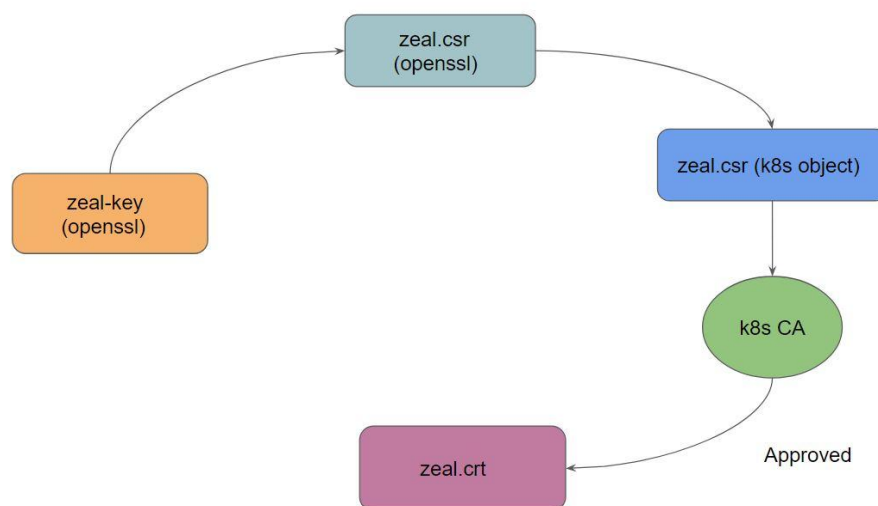 zeal.csr
(openssl)
zeal.csr (k8s object)
zeal-key
(openssl)
k8s CA
Approved
zeal.crt